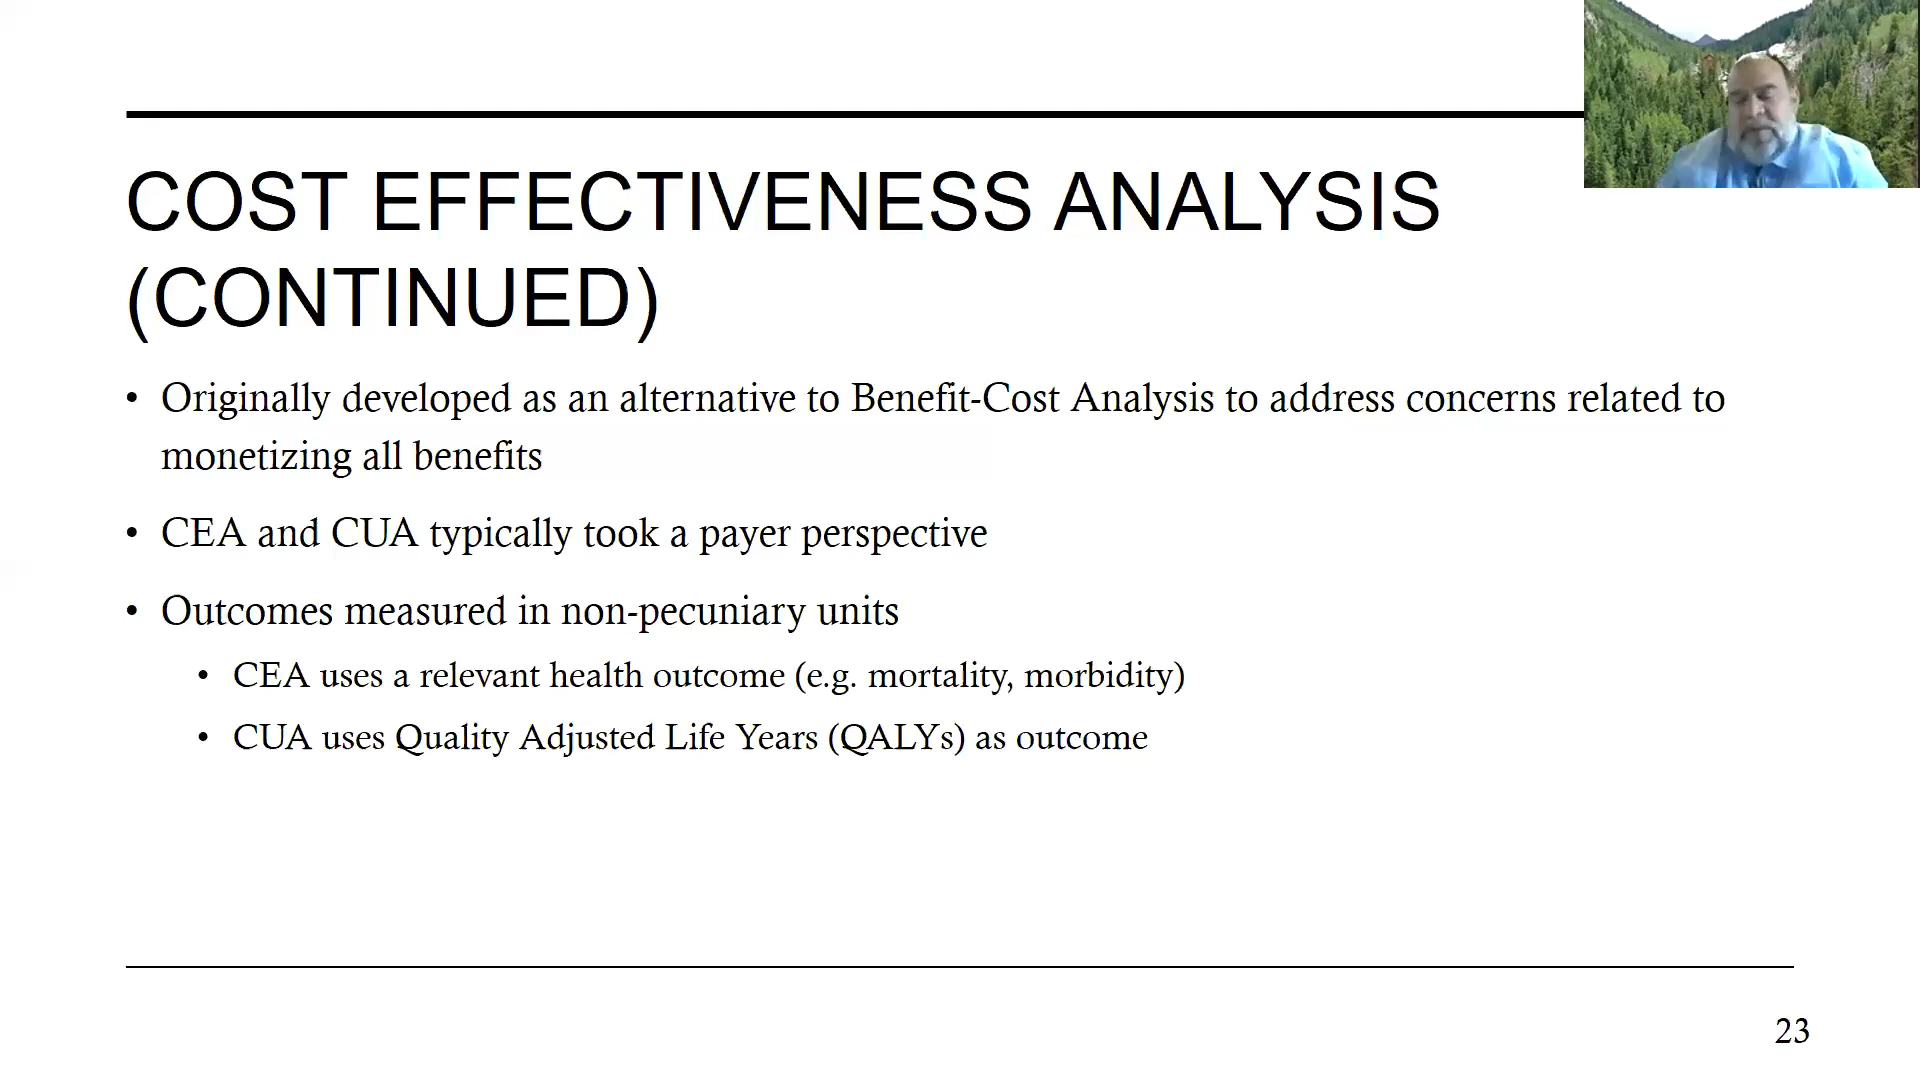 COST EFFECTIVENESS ANALYSIS
(CONTINUED)
• Originally developed as an alternative to Benefit-Cost Analysis to address concerns related to
monetizing all benefits
• CEA and CUA typically took a payer perspective
• Outcomes measured in non-pecuniary units
• CEA uses a relevant health outcome (e.g. mortality, morbidity)
• CUA uses Quality Adjusted Life Years (QALYs) as outcome
23